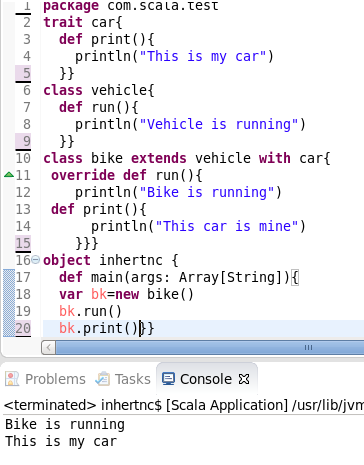 1 package com.scala.test
2 trait car{
3 def print(){
4 println("This is my car")
5 }}
6 class vehicle{
7 def run(){
8 println("Vehicle is running")
9 }}
10 class bike extends vehicle with car{
11 override def run(){
12 println("Bike is running")
13 def print(){
14 println("This car is mine")
15 }}}
16 object inhertnc {
17 def main(args: Array[String]){
18 var bk=new bike()
19 bk.run()
20 bk.print()}}
Problems Tasks Console
<terminated> inhertnc$ [Scala Application] /usr/lib/jvm
Bike is running
This is my car